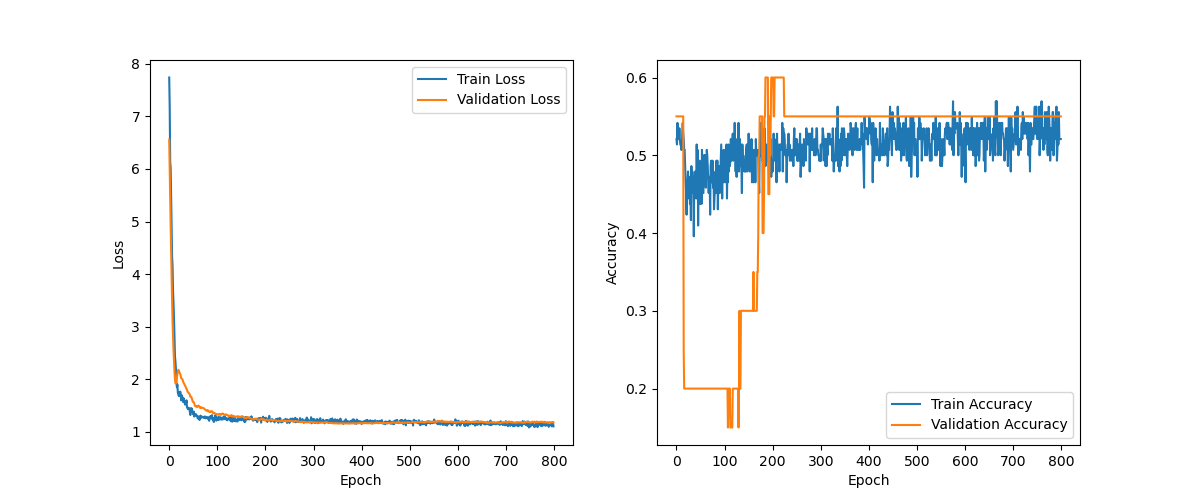 8
7
6
5
4
3
2
1
Loss
0 100 200 300 400 500 600 700 800
Epoch
Train Loss
Validation Loss
0.6
0.5
0.4
0.3
0.2
Accuracy
0 100 200 300 400 500 600 700 800
Epoch
Train Accuracy
Validation Accuracy